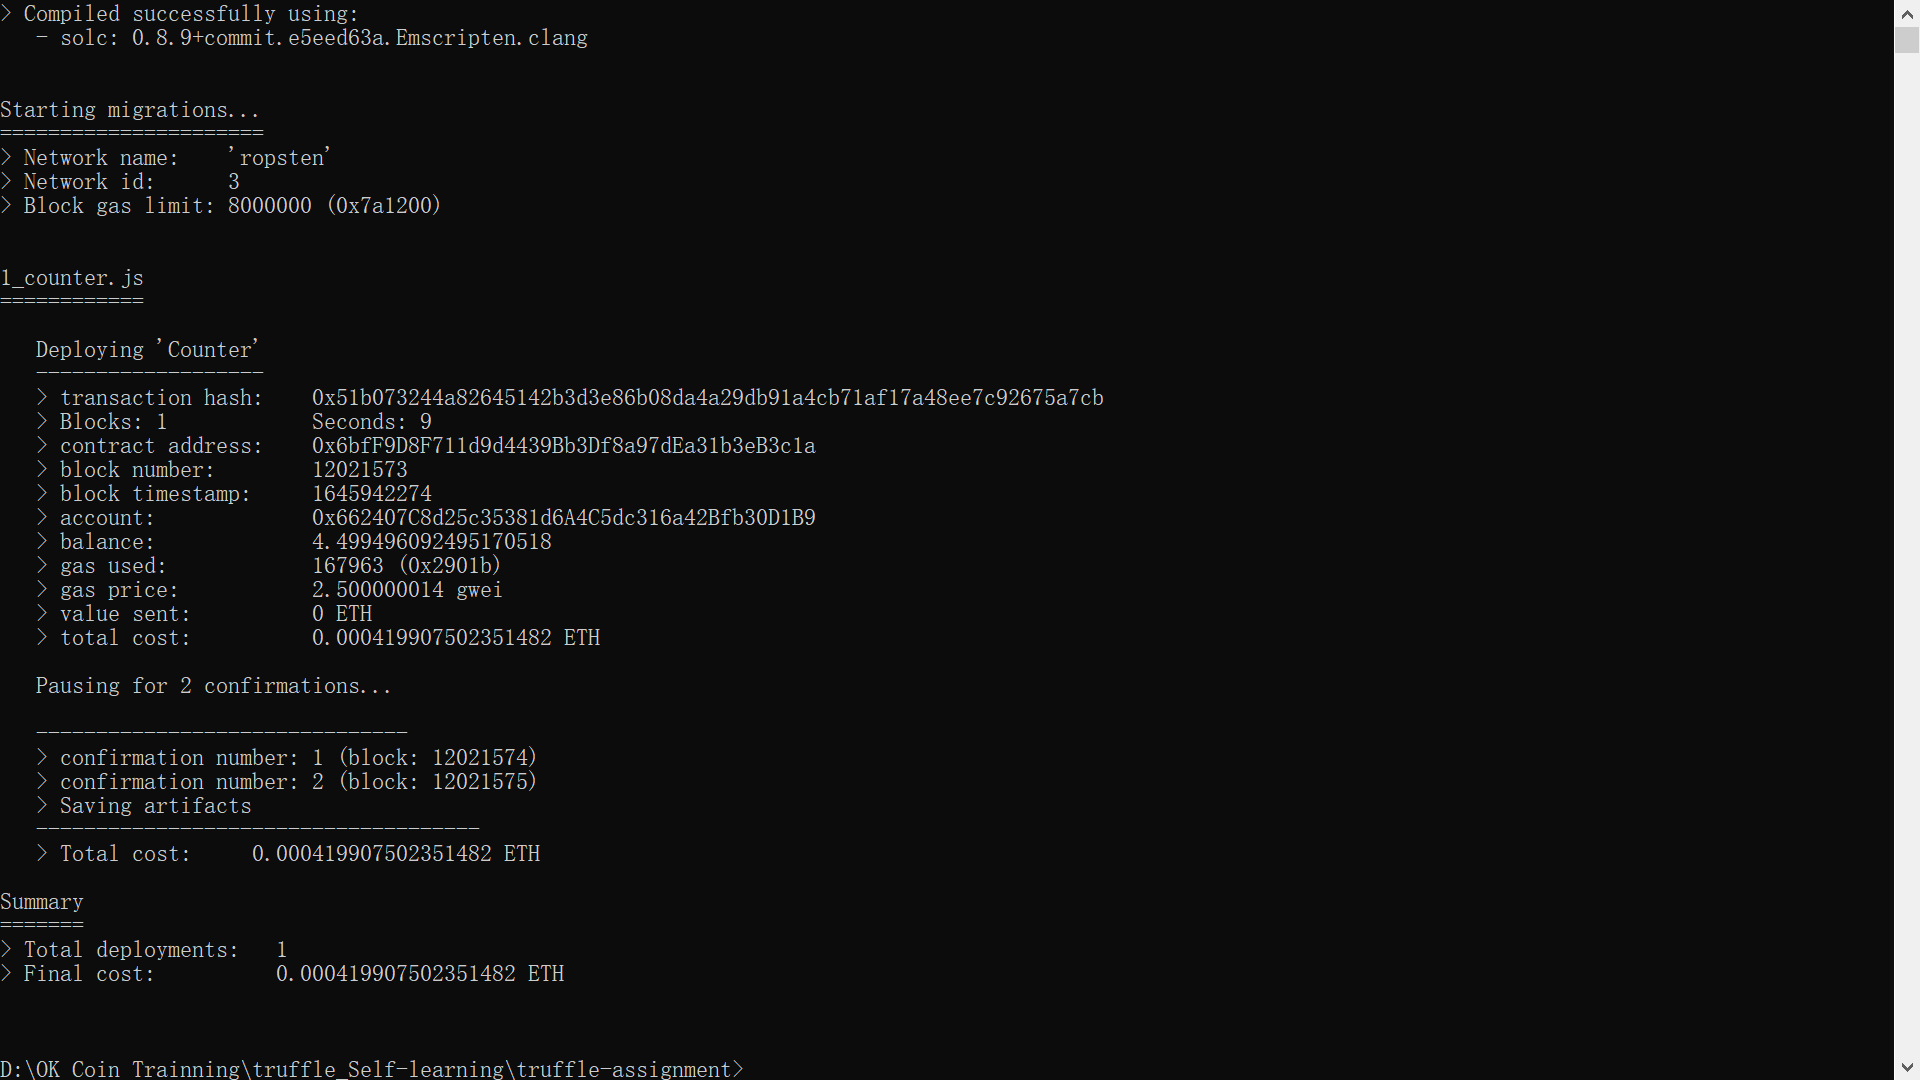 > Compiled successfully using:
   - solc: 0.8.9+commit.e5eed63a.Emscripten.clang
Starting migrations...
======================
> Network name:    'ropsten'
> Network id:      3
> Block gas limit: 8000000 (0x7a1200)
1_counter.js
============
   Deploying 'Counter'
   -------------------
   > transaction hash:    0x51b073244a82645142b3d3e86b08da4a29db91a4cb71af17a48ee7c92675a7cb
   > Blocks: 1            Seconds: 9
   > contract address:    0x6bfF9D8F711d9d4439Bb3Df8a97dEa31b3eB3c1a
   > block number:        12021573
   > block timestamp:     1645942274
   > account:             0x662407C8d25c35381d6A4C5dc316a42Bfb30D1B9
   > balance:             4.499496092495170518
   > gas used:            167963 (0x2901b)
   > gas price:           2.500000014 gwei
   > value sent:          0 ETH
   > total cost:          0.000419907502351482 ETH
   Pausing for 2 confirmations...
   -------------------------------
   > confirmation number: 1 (block: 12021574)
   > confirmation number: 2 (block: 12021575)
   > Saving artifacts
   -------------------------------------
   > Total cost:     0.000419907502351482 ETH
Summary
=======
> Total deployments:   1
> Final cost:          0.000419907502351482 ETH
D:\OK Coin Trainning\truffle_Self-learning\truffle-assignment>